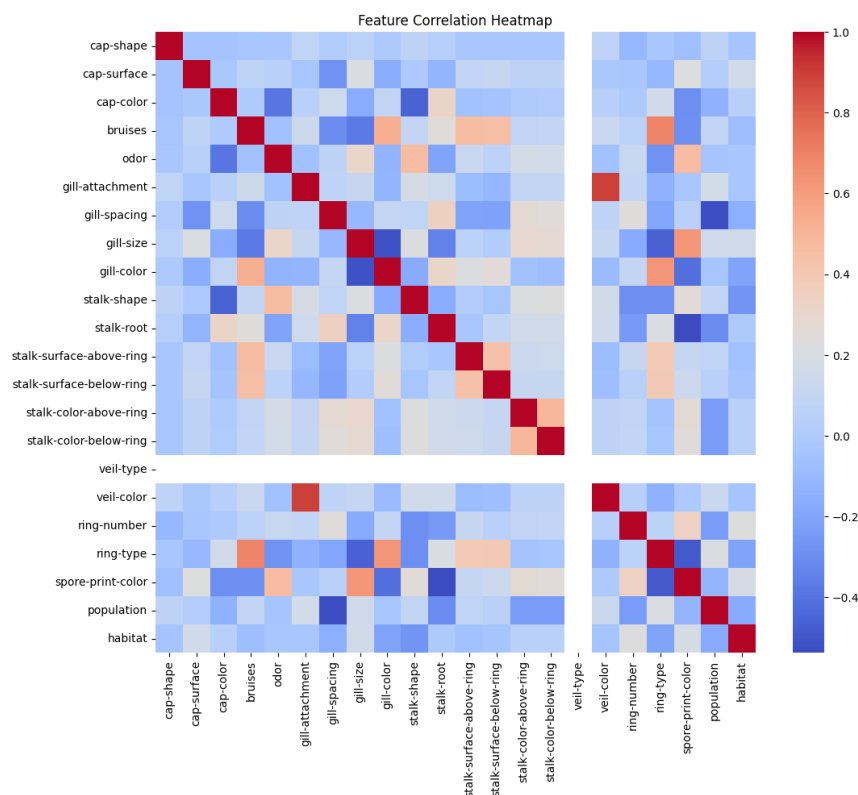 Feature Correlation Heatmap
cap-shape
cap-surface
cap-color
bruises
odor
gill-attachment
gill-spacing
gill-size
gill-color
stalk-shape
stalk-root
stalk-surface-above-ring
stalk-surface-below-ring
stalk-color-above-ring
stalk-color-below-ring
veil-type
veil-color
ring-number
ring-type
spore-print-color
population
habitat
cap-shape
cap-surface
cap-color
bruises
odor
gill-attachment
gill-spacing
gill-size
gill-color
stalk-shape
stalk-root
stalk-surface-above-ring
stalk-surface-below-ring
stalk-color-above-ring
stalk-color-below-ring
veil-type
veil-color
ring-number
ring-type
spore-print-color
population
habitat
1.0
0.8
0.6
0.4
0.2
0.0
−0.2
−0.4